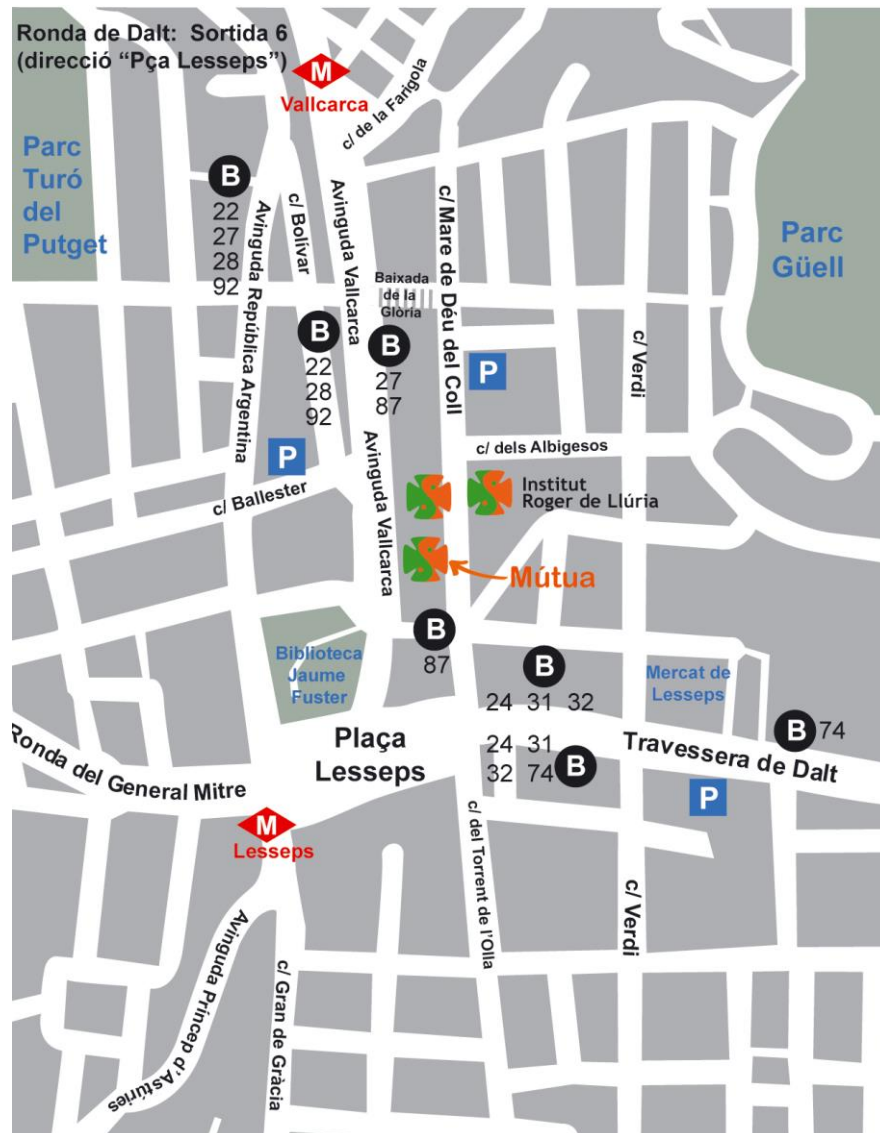 Ronda de Dalt: Sortida 6
(direcció “Pça Lesseps”)
M
Vallcarca
c/ de la Farigola
Parc
Turó
del
Putget
B
22
27
28
92
Avinguda República Argentina
c/ Bolívar
Avinguda Vallcarca
c/ Mare de Déu del Coll
Parc
Güell
Baixada
de la
Glòria
B
22
28
92
B
27
87
P
c/ Verdi
P
c/ Ballester
Avinguda Vallcarca
c/ dels Albigesos
Institut
Roger de Llúria
Mútua
Biblioteca
Jaume
Fuster
B
87
B
24 31 32
Mercat de
Lesseps
B 74
Plaça
Lesseps
24 31
32 74 B
Travessera de Dalt
P
Ronda del General Mitre
M
Lesseps
c/ del Torrent de l’Olla
c/ Verdi
Avinguda Príncep d’Astúries
c/ Gran de Gràcia